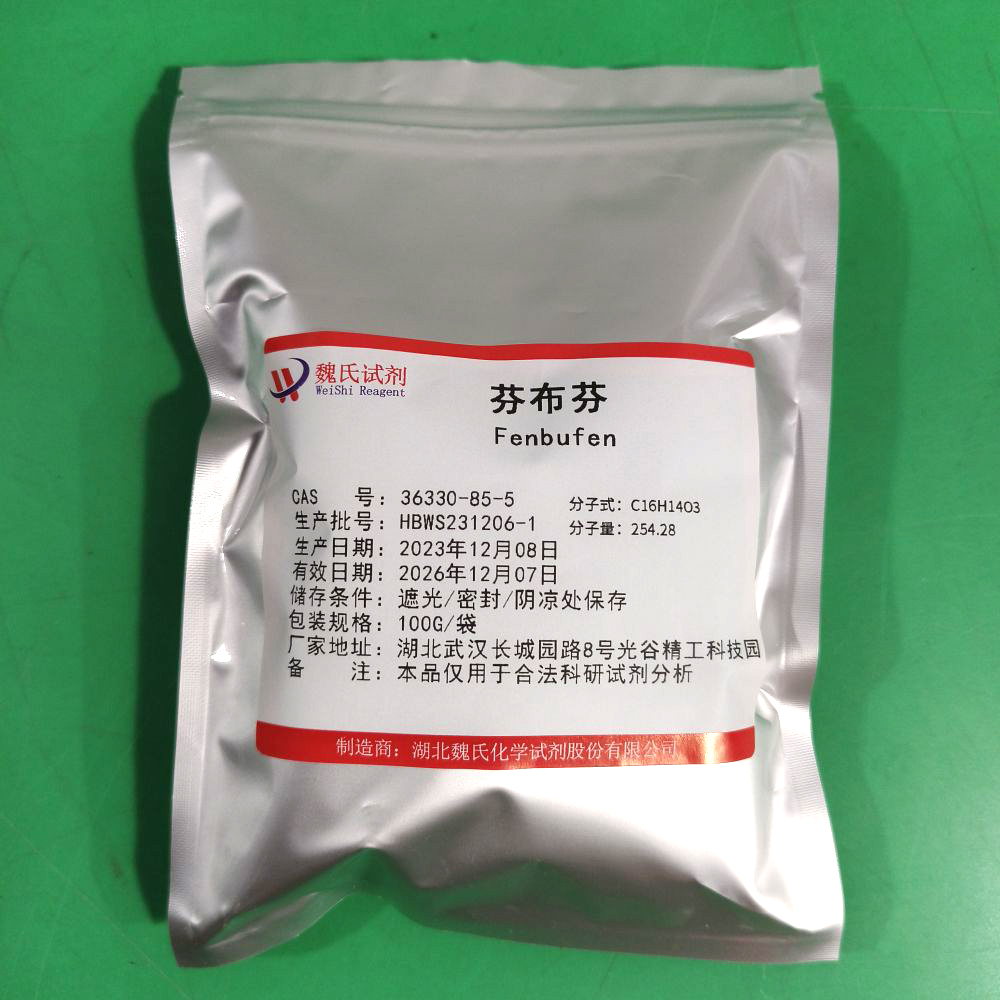 魏氏试剂
WeiShi Reagent
芬布芬
Fenbufen
CAS 号：36330-85-5
分子式：C16H14O3
生产批号：HBWS231206-1
分子量：254.28
生产日期：2023年12月08日
有效日期：2026年12月07日
储存条件：遮光/密封/阴凉处保存
包装规格：100G/袋
厂家地址：湖北武汉长城园路8号光谷精工科技园
备 注：本品仅用于合法科研试剂分析
制造商：湖北魏氏化学试剂股份有限公司